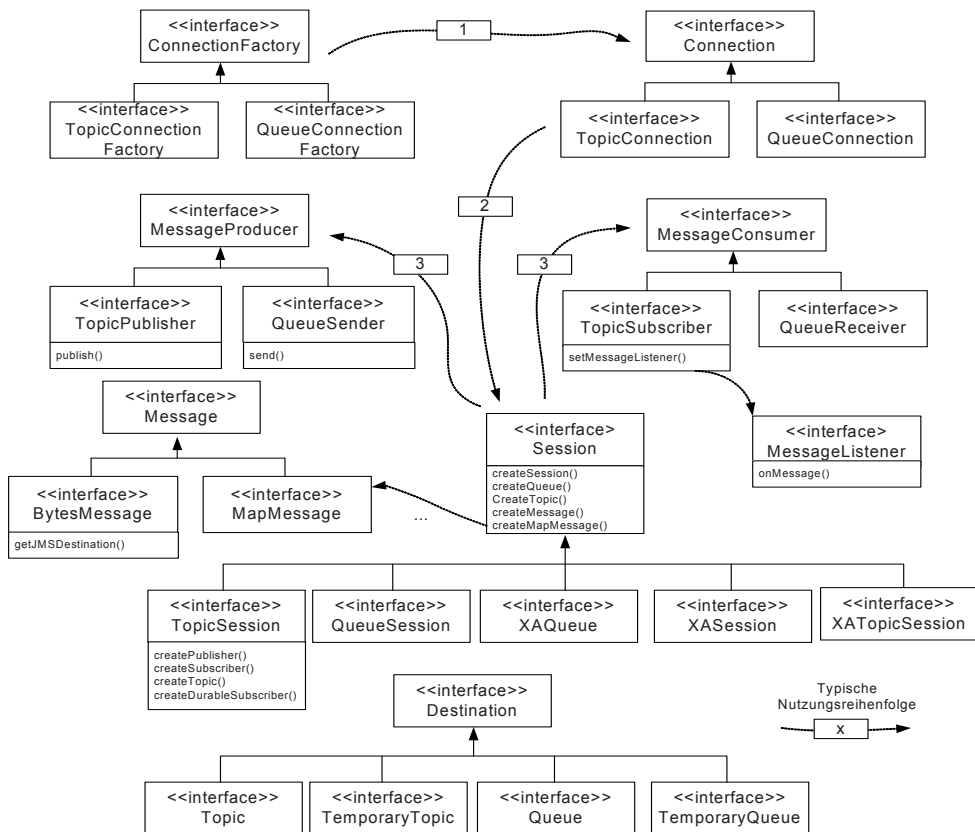 <<interface>>
ConnectionFactory
1
<<interface>>
Connection
<<interface>>
TopicConnection
Factory
<<interface>>
QueueConnection
Factory
<<interface>>
TopicConnection
<<interface>>
QueueConnection
2
<<interface>>
MessageProducer
3
3
<<interface>>
MessageConsumer
<<interface>>
TopicPublisher
publish()
<<interface>>
QueueSender
send()
<<interface>>
TopicSubscriber
setMessageListener()
<<interface>>
QueueReceiver
<<interface>>
Message
<<interface>
Session
createSession()
createQueue()
CreateTopic()
createMessage()
createMapMessage()
<<interface>
MessageListener
onMessage()
<<interface>>
BytesMessage
getJMSDestination()
<<interface>>
MapMessage
...
<<interface>>
TopicSession
createPublisher()
createSubscriber()
createTopic()
createDurableSubscriber()
<<interface>>
QueueSession
<<interface>>
XAQueue
<<interface>>
XASession
<<interface>>
XATopicSession
<<interface>>
Destination
Typische
Nutzungsreihenfolge
x
<<interface>>
Topic
<<interface>>
TemporaryTopic
<<interface>>
Queue
<<interface>>
TemporaryQueue